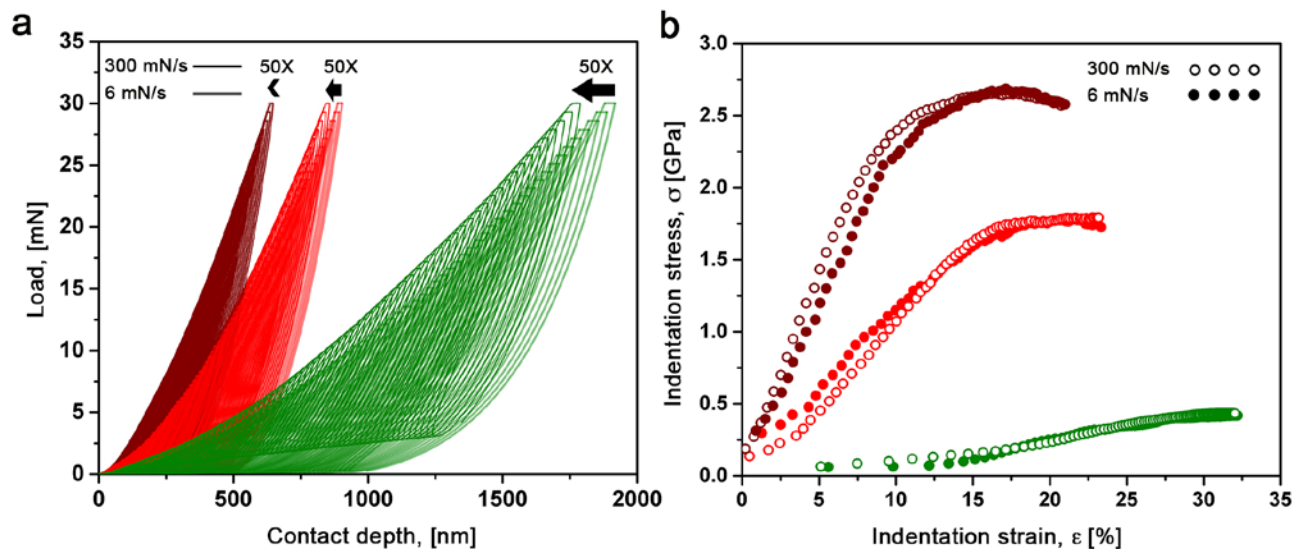 a
35
30
25
20
15
10
5
0
Load, [mN]
300 mN/s
6 mN/s
50X
50X
50X
0
500
1000
1500
2000
Contact depth, [nm]
b
3.0
2.5
2.0
1.5
1.0
0.5
0.0
Indentation stress, σ [GPa]
300 mN/s
6 mN/s
0
5
10
15
20
25
30
35
Indentation strain, ε [%]